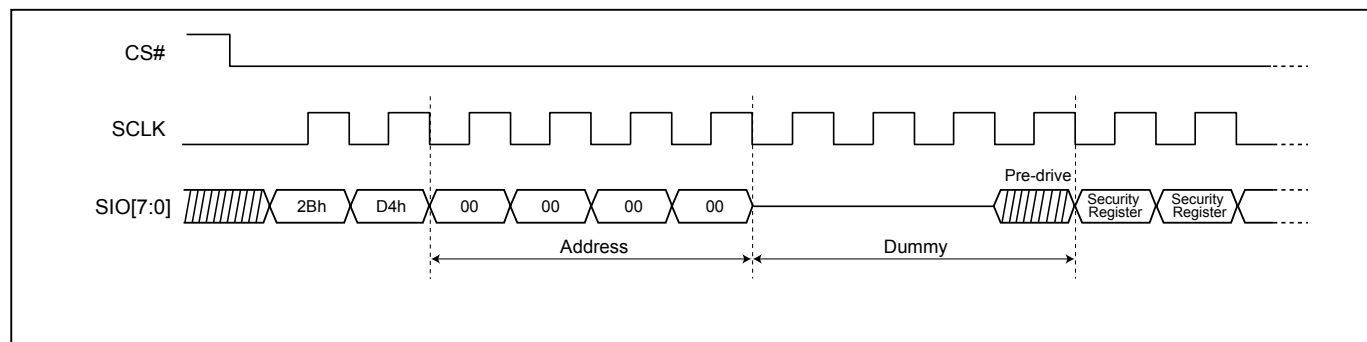 CS#
SCLK
Pre-drive
SIO[7:0]
2Bh
D4h
00
00
00
00
Security
Register
Security
Register
Address
Dummy